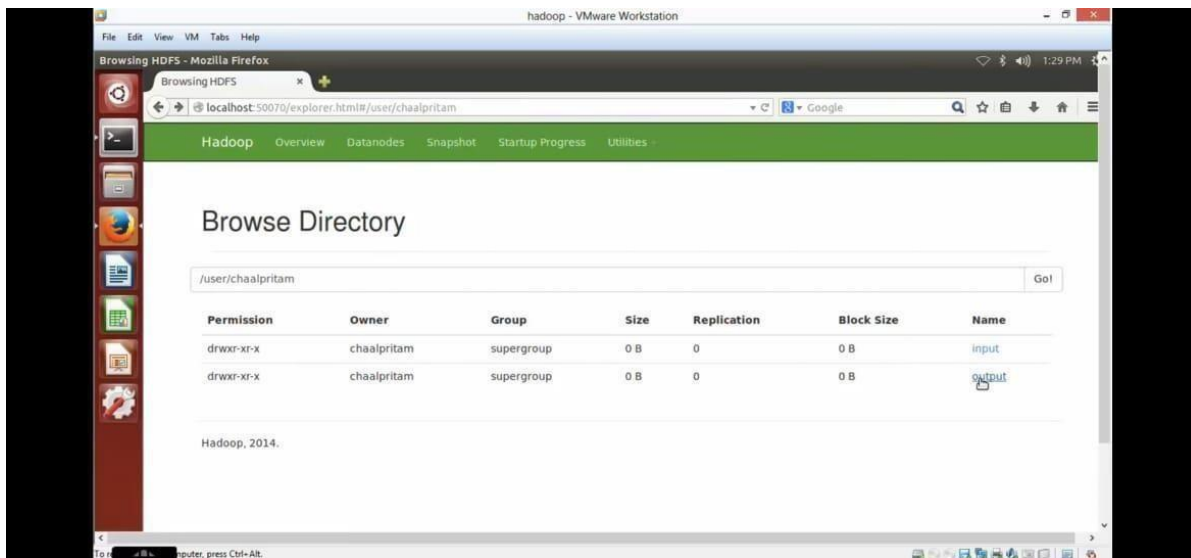 hadoop - VMware Workstation
File Edit View VM Tabs Help
Browsing HDFS - Mozilla Firefox
1:29 PM
Browsing HDFS
localhost:50070/explorer.html#/user/chaalpritam
Google
Hadoop Overview Datanodes Snapshot Startup Progress Utilities
Browse Directory
/user/chaalpritam Go!
Permission Owner Group Size Replication Block Size Name
drwxr-xr-x chaalpritam supergroup 0 B 0 0 B input
drwxr-xr-x chaalpritam supergroup 0 B 0 0 B output
Hadoop, 2014.
To press Ctrl+Alt.